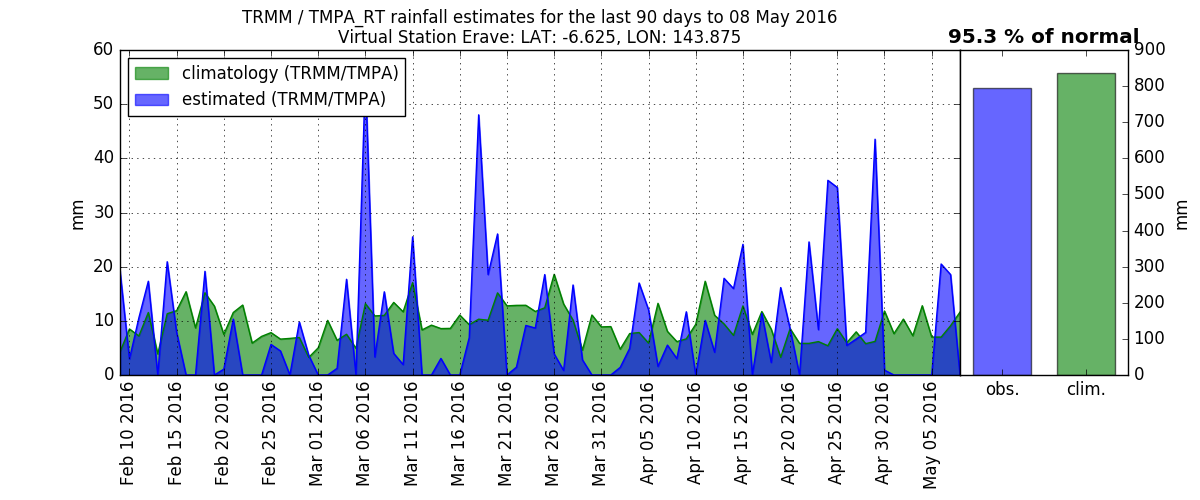 TRMM / TMPA_RT rainfall estimates for the last 90 days to 08 May 2016
Virtual Station Erave: LAT: -6.625, LON: 143.875
95.3 % of normal
climatology (TRMM/TMPA)
estimated (TRMM/TMPA)
60
50
40
30
20
10
0
mm
900
800
700
600
500
400
300
200
100
0
mm
Feb 10 2016
Feb 15 2016
Feb 20 2016
Feb 25 2016
Mar 01 2016
Mar 06 2016
Mar 11 2016
Mar 16 2016
Mar 21 2016
Mar 26 2016
Mar 31 2016
Apr 05 2016
Apr 10 2016
Apr 15 2016
Apr 20 2016
Apr 25 2016
Apr 30 2016
May 05 2016
obs.
clim.